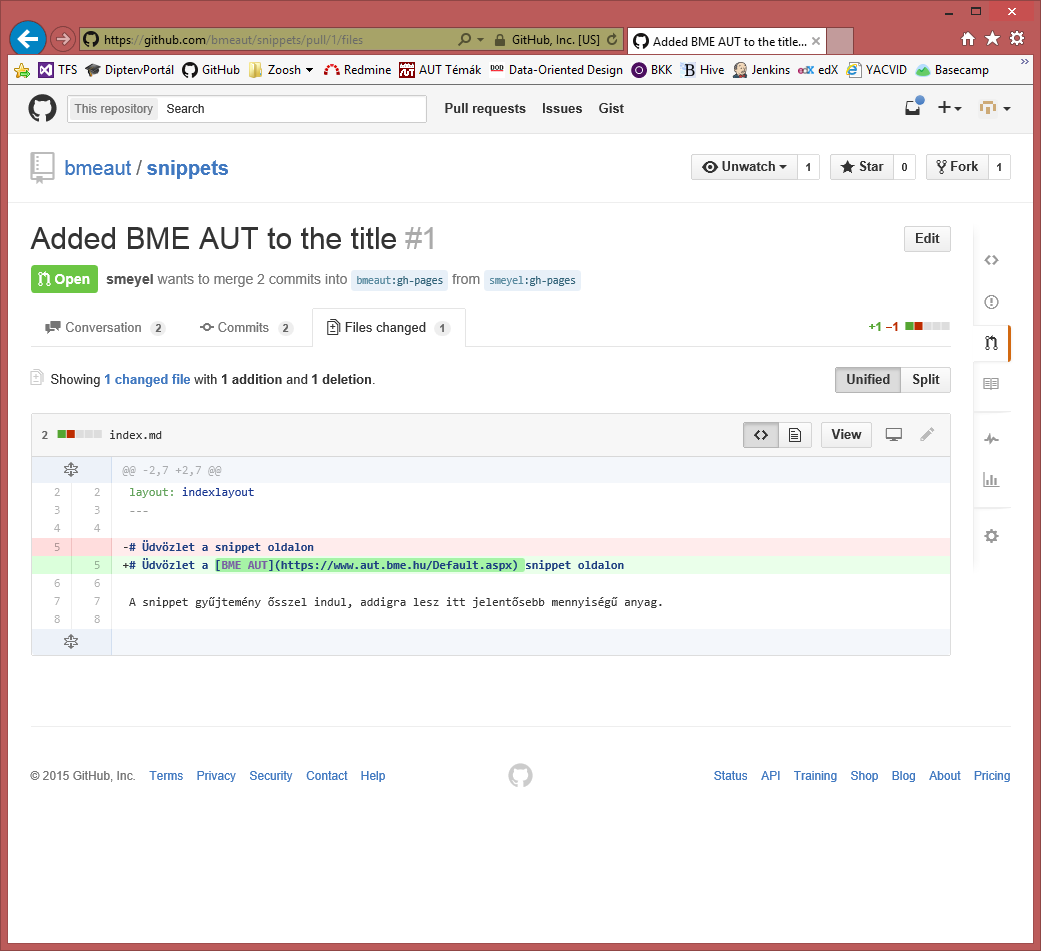 https://github.com/bmeaut/snippets/pull/1/files GitHub, Inc. [US] Added BME AUT to the title...
TFS DiptervPortál GitHub Zoosh Redmine AUT Témák DOD Data-Oriented Design BKK B Hive Jenkins edX edX YACVID Basecamp
This repository Search Pull requests Issues Gist
bmeaut / snippets Unwatch 1 Star 0 Fork 1
Added BME AUT to the title #1 Edit
Open smeyel wants to merge 2 commits into bmeaut:gh-pages from smeyel:gh-pages
Conversation 2 Commits 2 Files changed 1 +1 −1
Showing 1 changed file with 1 addition and 1 deletion. Unified Split
2 index.md View
@@ -2,7 +2,7 @@
2 2 layout: indexlayout
3 3 ---
4 4
5 -# Üdvözlet a snippet oldalon
5 +# Üdvözlet a [BME AUT](https://www.aut.bme.hu/Default.aspx) snippet oldalon
6 6
7 7 A snippet gyűjtemény ősszel indul, addigra lesz itt jelentősebb mennyiségű anyag.
8 8
© 2015 GitHub, Inc. Terms Privacy Security Contact Help Status API Training Shop Blog About Pricing